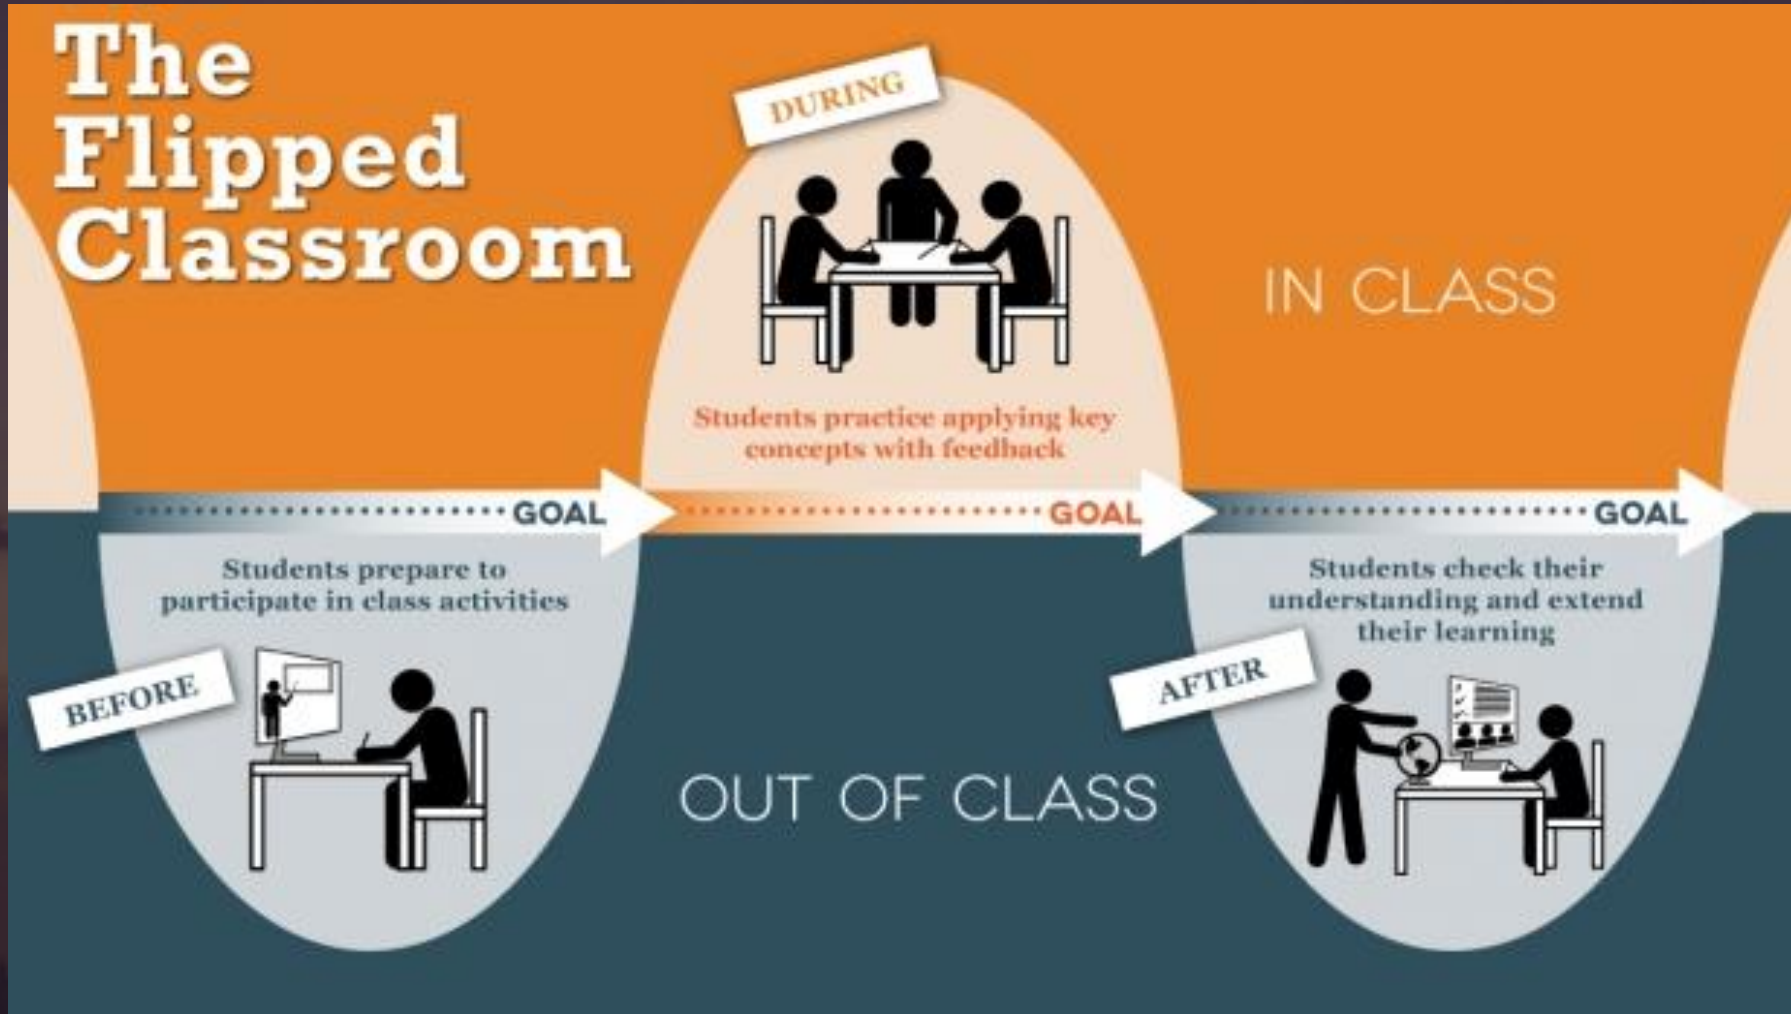 The
Flipped
Classroom
DURING
IN CLASS
Students practice applying key
concepts with feedback
GOAL
GOAL
GOAL
Students prepare to
participate in class activities
BEFORE
OUT OF CLASS
Students check their
understanding and extend
their learning
AFTER